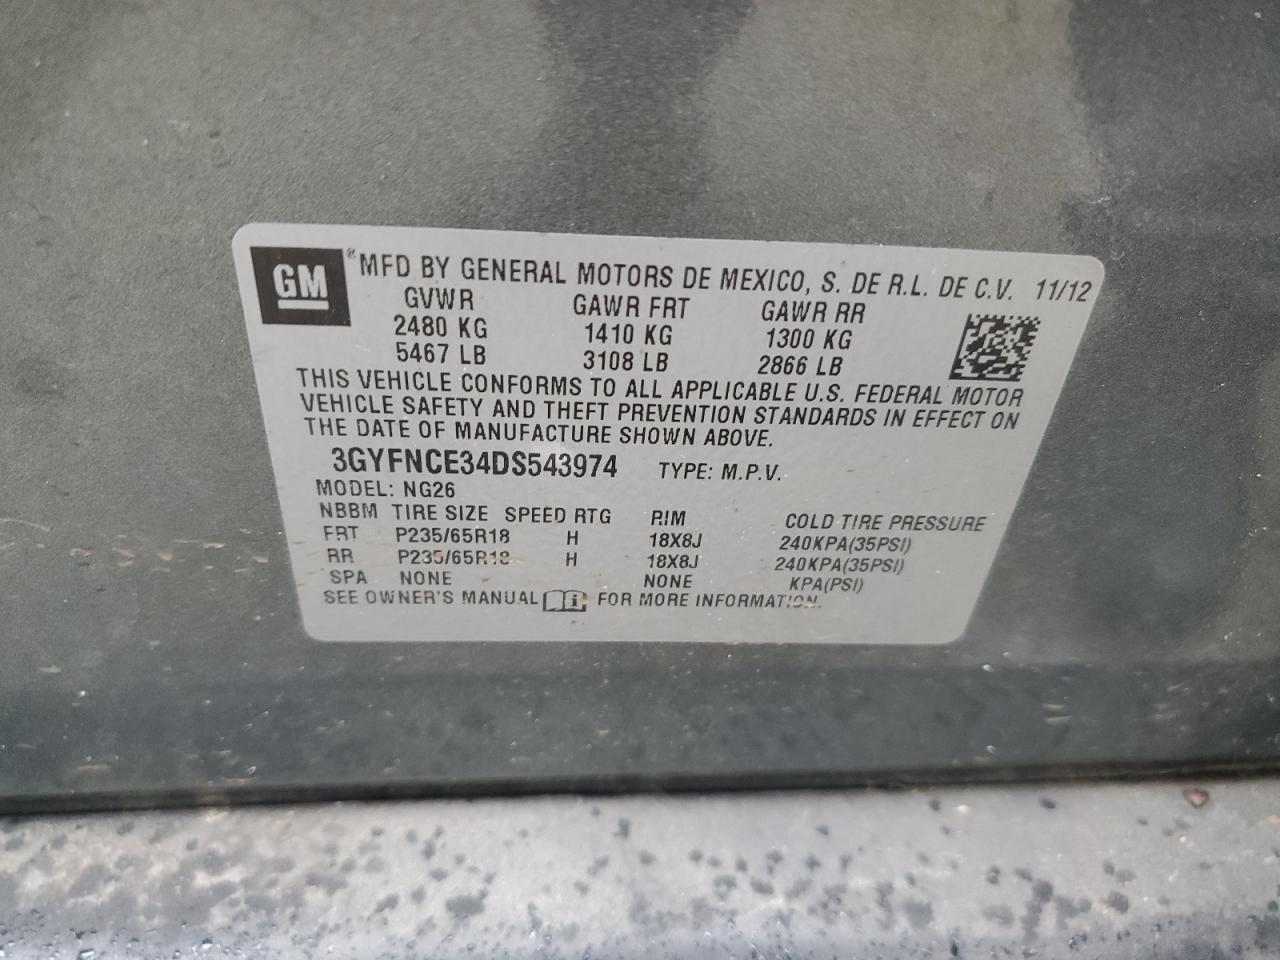 GM ® MFD BY GENERAL MOTORS DE MEXICO, S. DE R.L. DE C.V. 11/12
GVWR GAWR FRT GAWR RR
2480 KG 1410 KG 1300 KG
5467 LB 3108 LB 2866 LB
THIS VEHICLE CONFORMS TO ALL APPLICABLE U.S. FEDERAL MOTOR
VEHICLE SAFETY AND THEFT PREVENTION STANDARDS IN EFFECT ON
THE DATE OF MANUFACTURE SHOWN ABOVE.
3GYFNCE34DS543974 TYPE: M.P.V.
MODEL: NG26
NBBM TIRE SIZE SPEED RTG RIM COLD TIRE PRESSURE
FRT P235/65R18 H 18X8J 240KPA(35PSI)
RR P235/65R18 H 18X8J 240KPA(35PSI)
SPA NONE NONE KPA(PSI)
SEE OWNER'S MANUAL i FOR MORE INFORMATION.